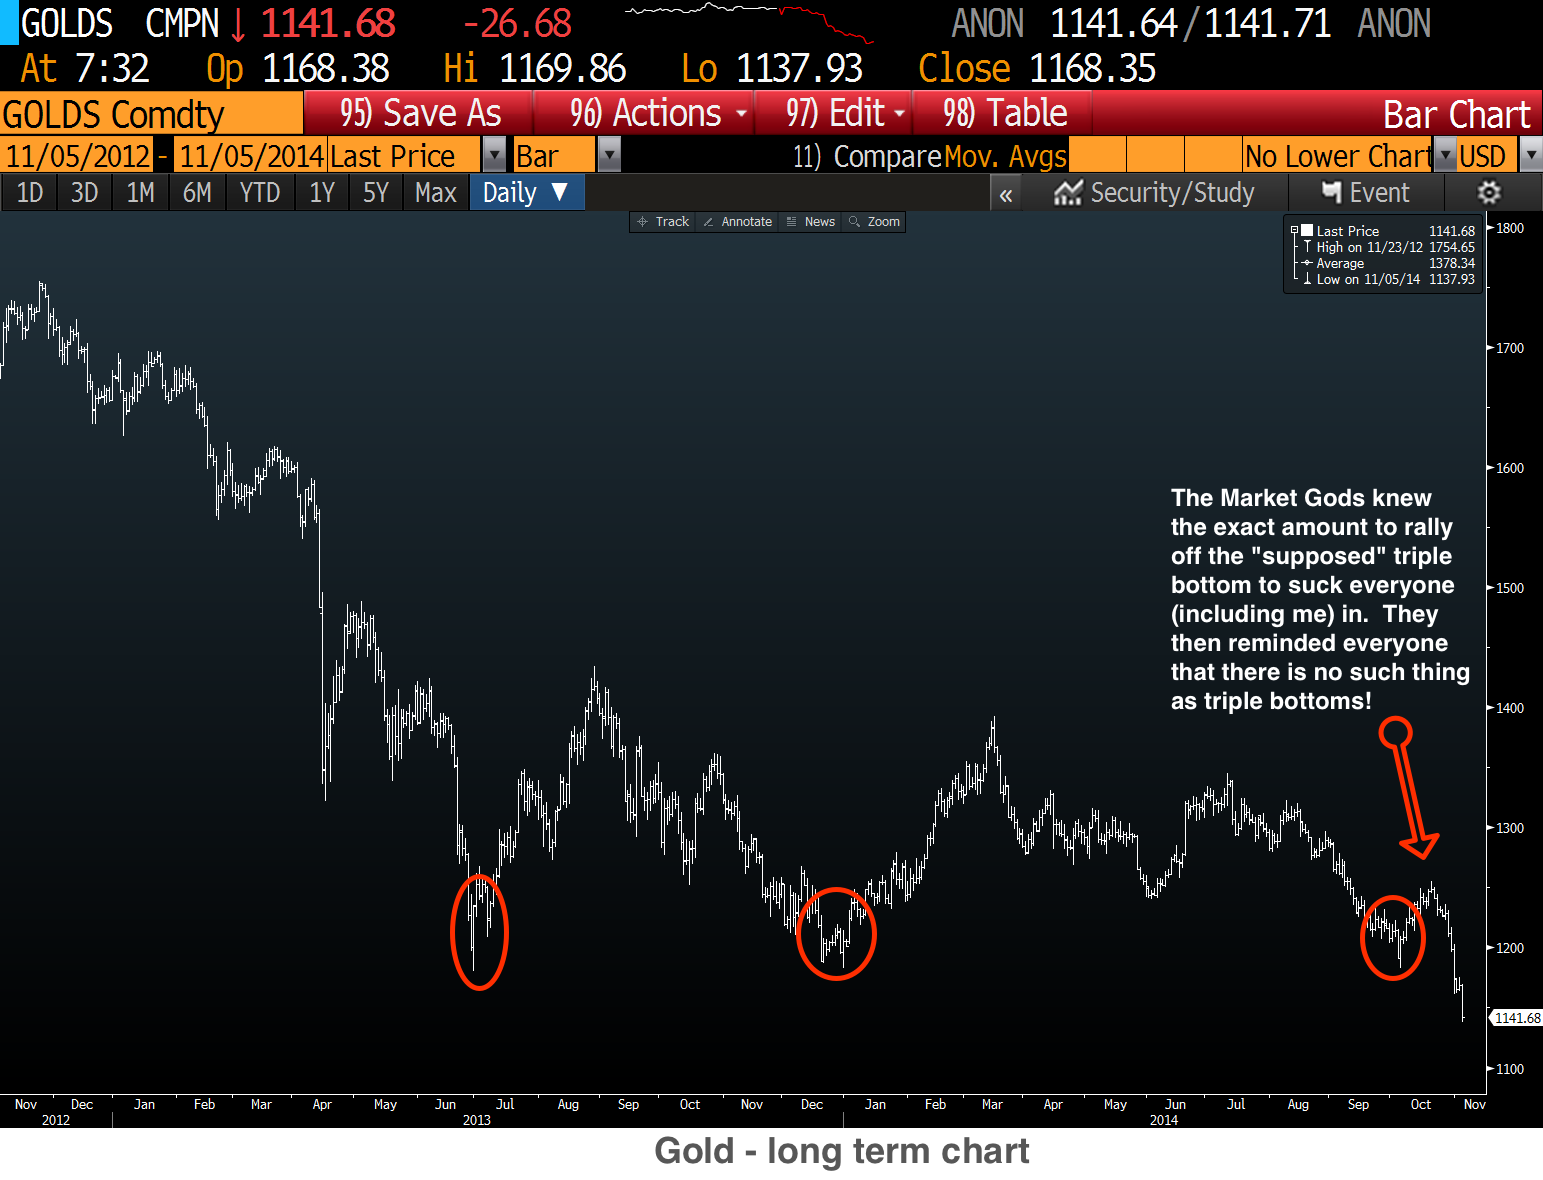 GOLDS CMPN ↓ 1141.68 -26.68 ANON 1141.64/1141.71 ANON
At 7:32 Op 1168.38 Hi 1169.86 Lo 1137.93 Close 1168.35
GOLDS Comdty 95) Save As 96) Actions 97) Edit 98) Table Bar Chart
11/05/2012 - 11/05/2014 Last Price Bar 11) Compare Mov. Avgs No Lower Chart USD
1D 3D 1M 6M YTD 1Y 5Y Max Daily ▼ « Security/Study Event
Track Annotate News Zoom
Last Price 1141.68
High on 11/23/12 1754.65
Average 1378.34
Low on 11/05/14 1137.93
1800
1700
1600
The Market Gods knew
the exact amount to rally
off the "supposed" triple
bottom to suck everyone
(including me) in. They
then reminded everyone
that there is no such thing
as triple bottoms!
1500
1400
1300
1200
1141.68
1100
Nov Dec Jan Feb Mar Apr May Jun Jul Aug Sep Oct Nov Dec Jan Feb Mar Apr May Jun Jul Aug Sep Oct Nov
2012 2013 2014
Gold - long term chart